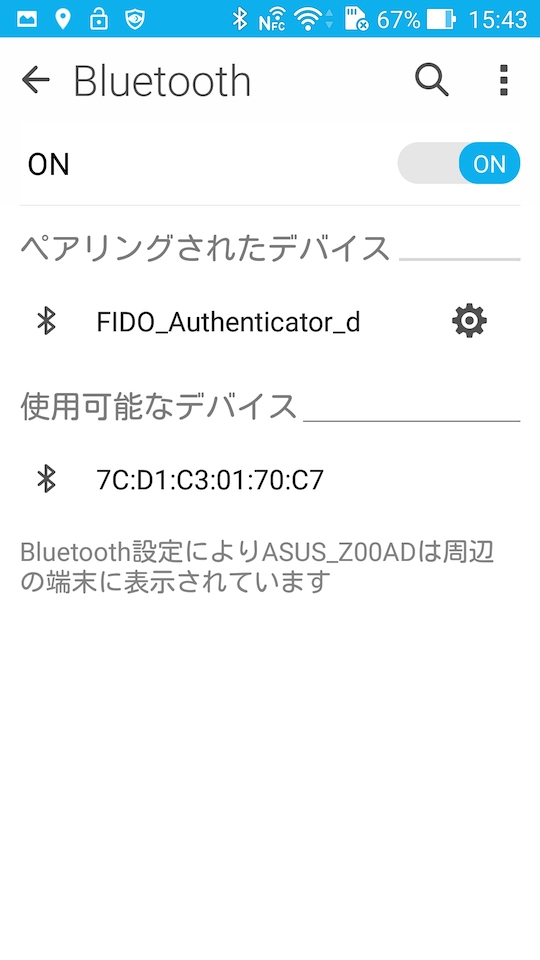 NFC 67% 15:43
Bluetooth
ON ON
ペアリングされたデバイス
FIDO_Authenticator_d
使用可能なデバイス
7C:D1:C3:01:70:C7
Bluetooth設定によりASUS_Z00ADは周辺
の端末に表示されています